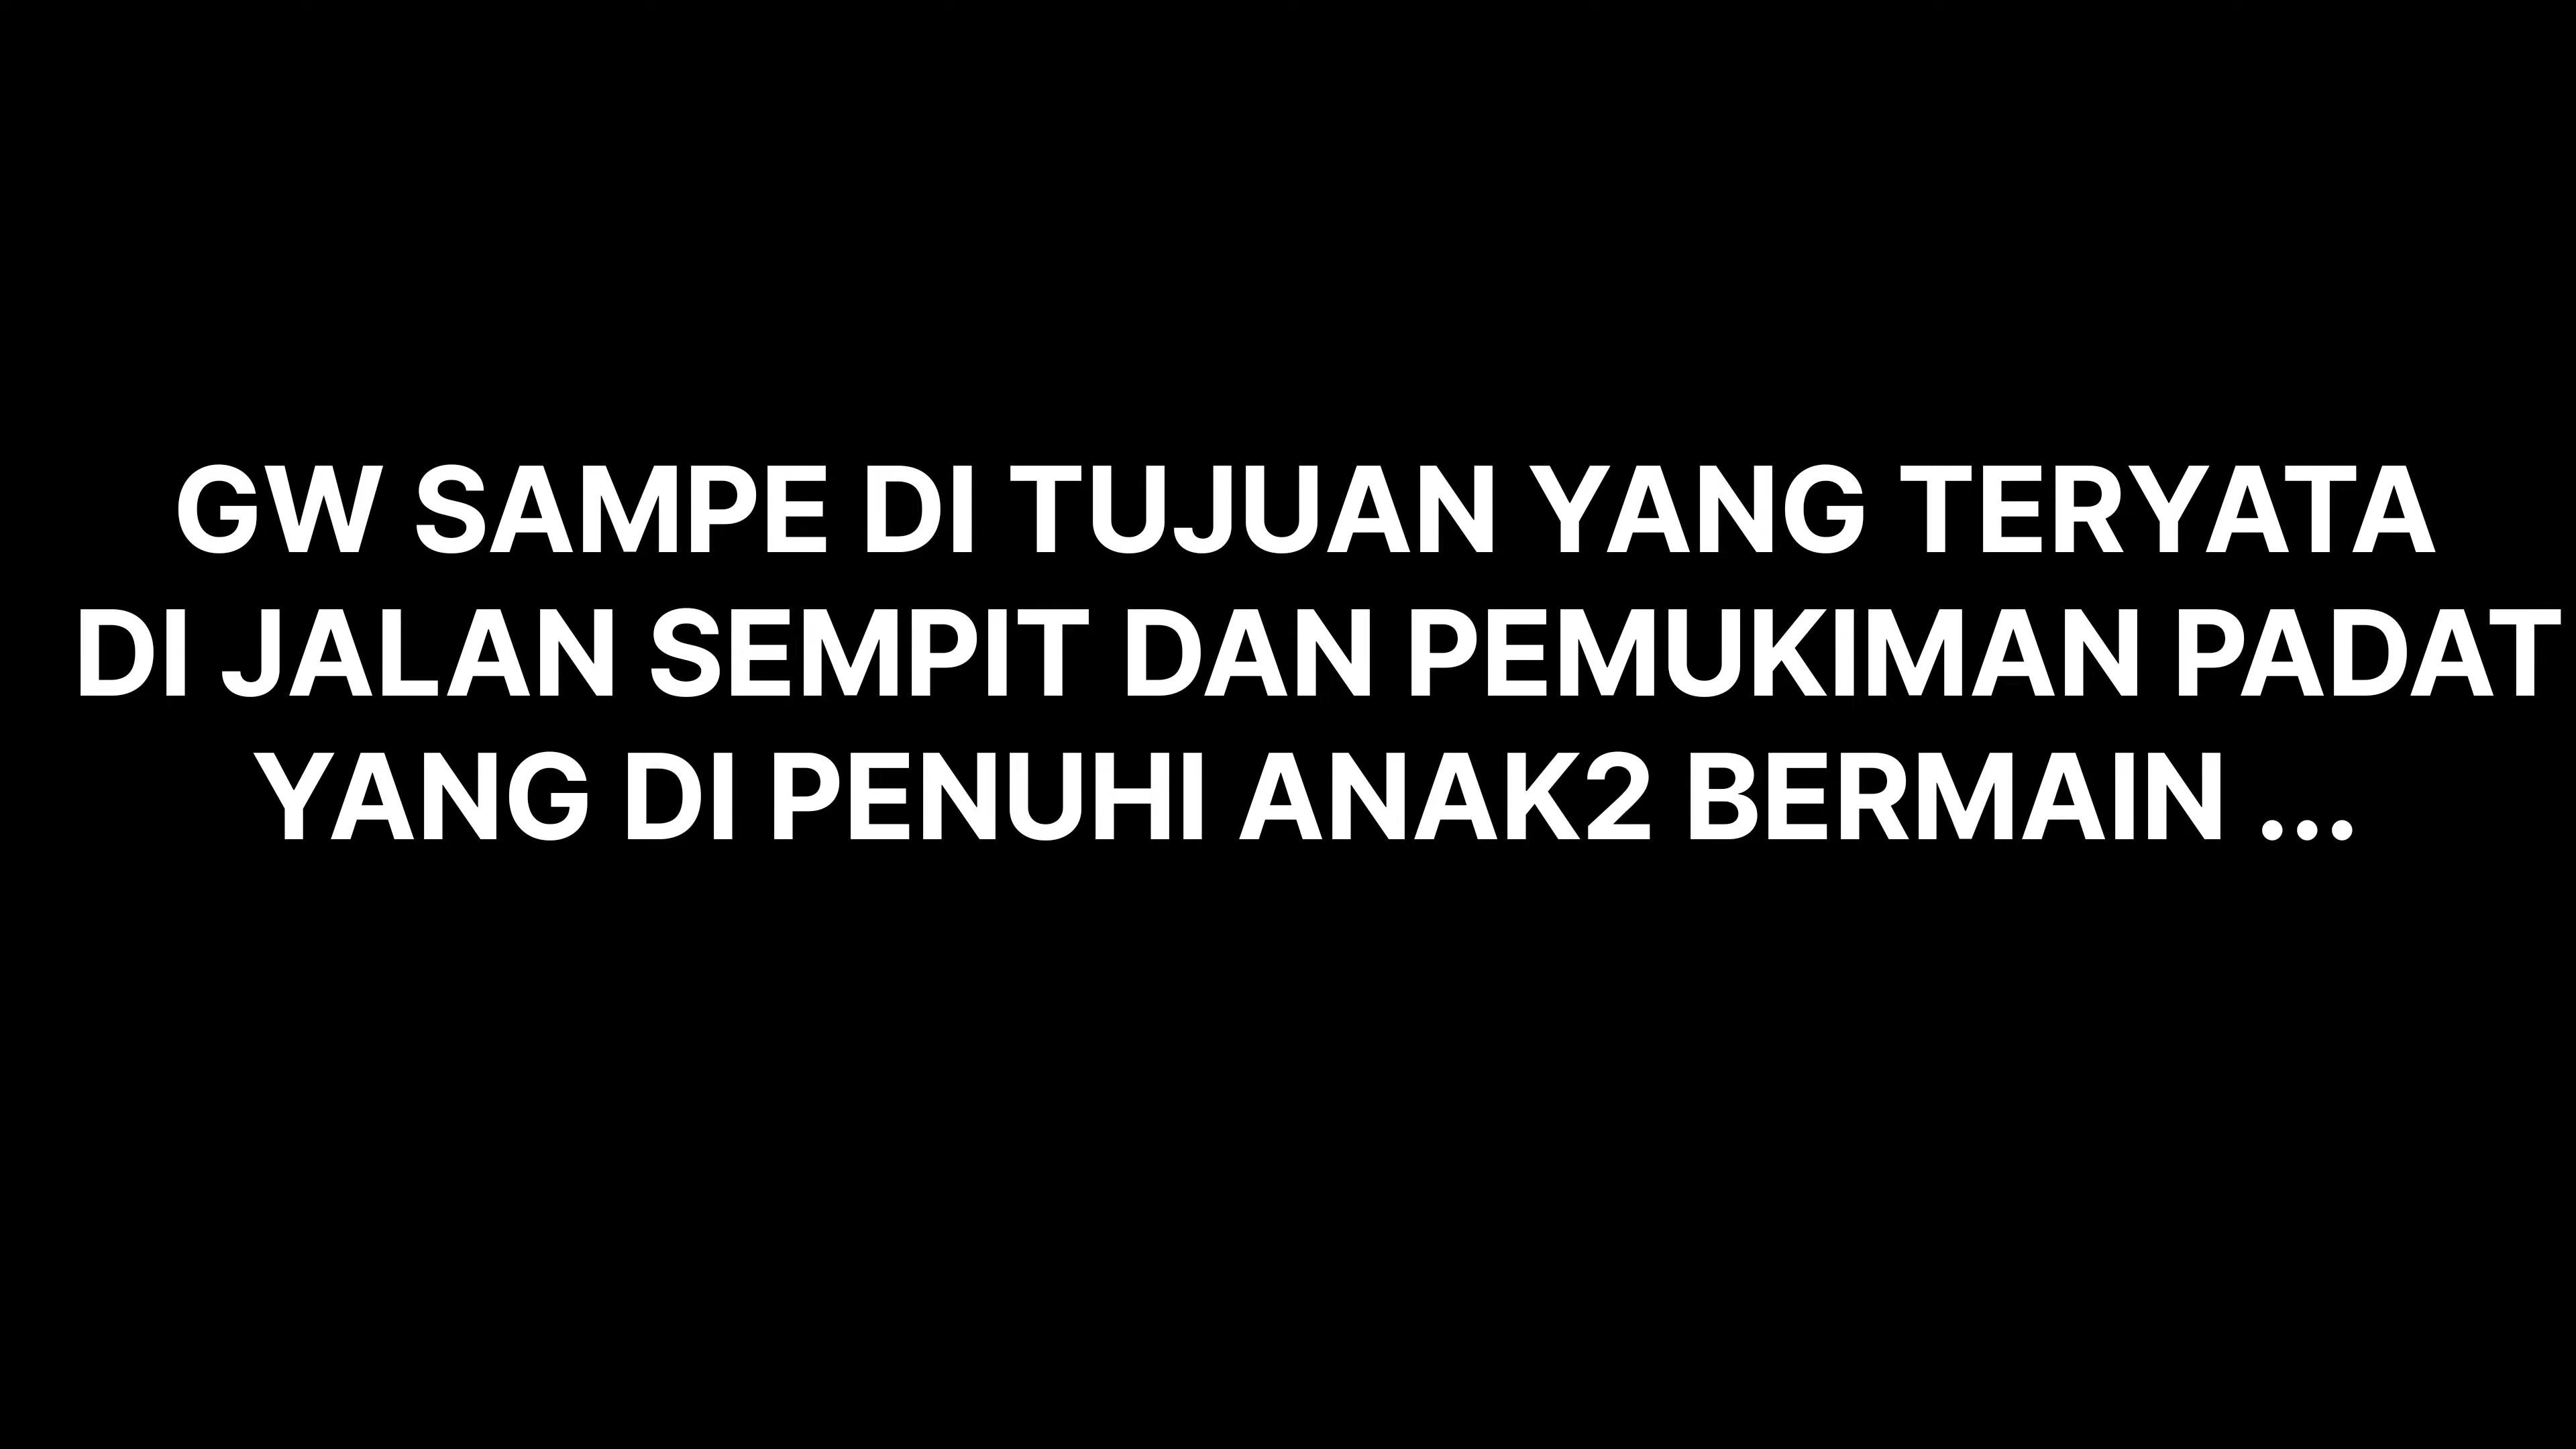 GW SAMPE DI TUJUAN YANG TERYATA
DI JALAN SEMPIT DAN PEMUKIMAN PADAT
YANG DI PENUHI ANAK2 BERMAIN ...